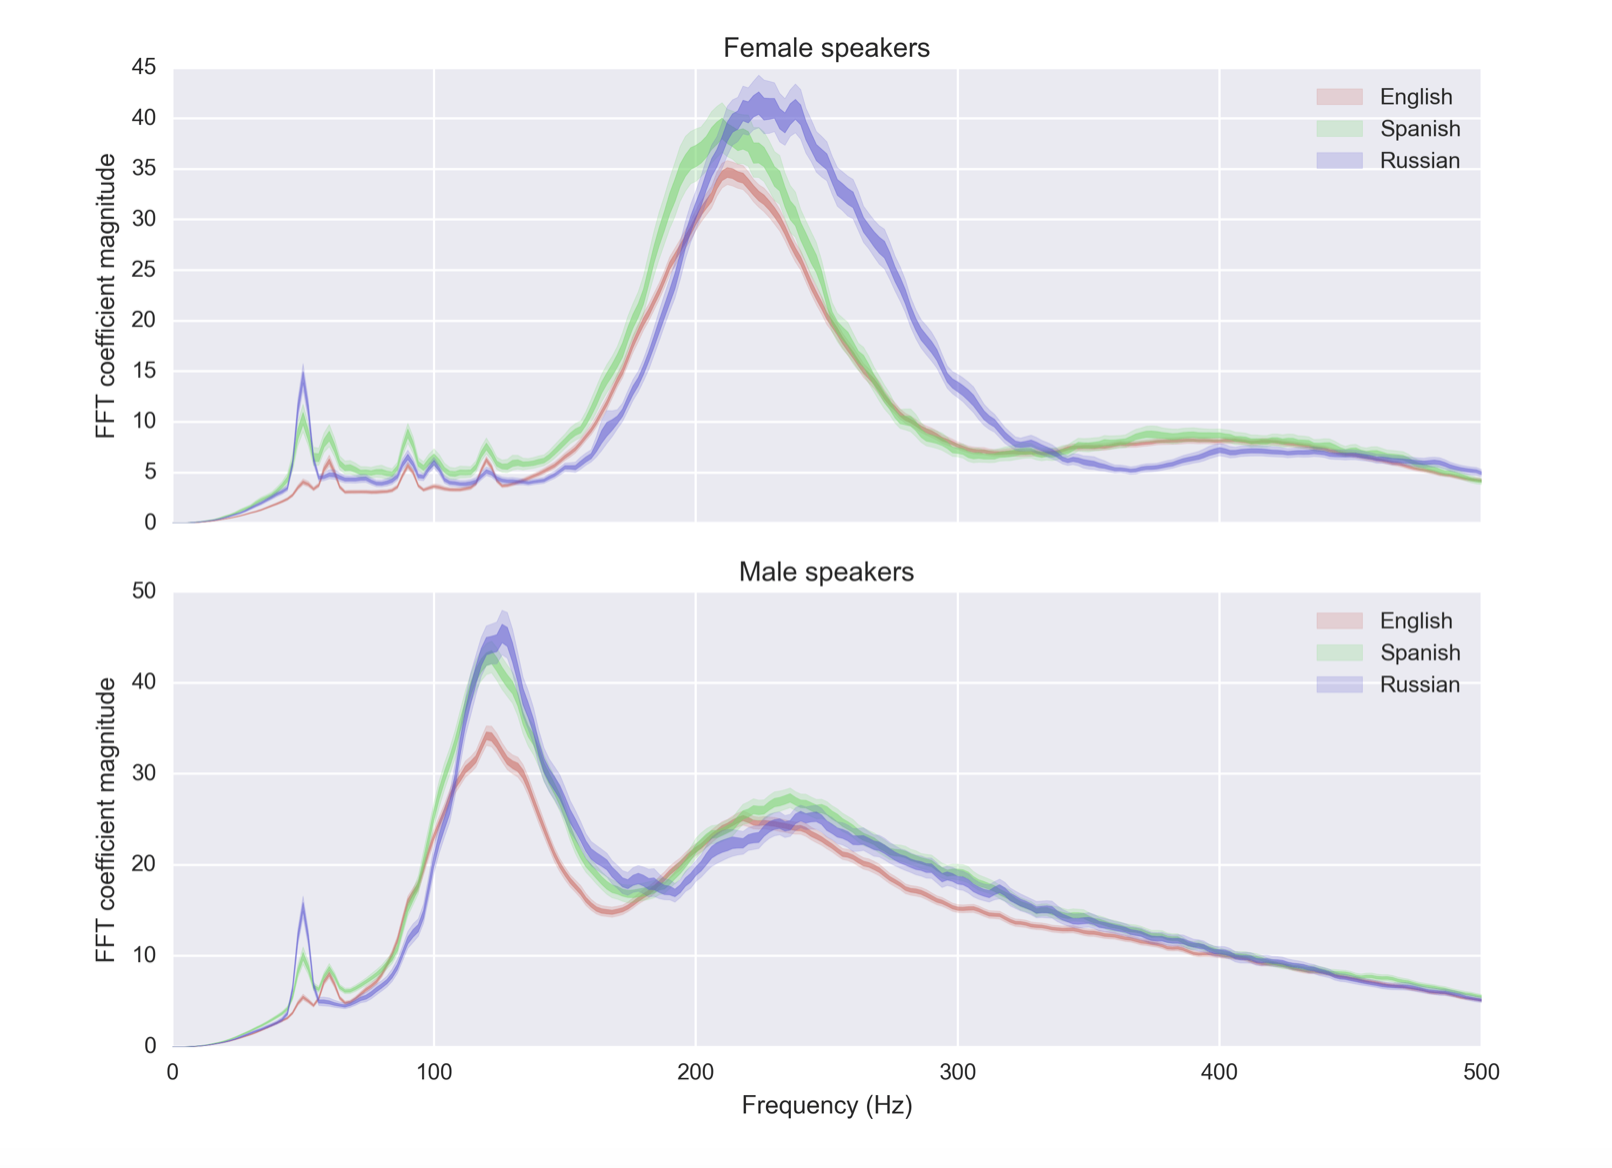 Female speakers
45
40
35
30
25
20
15
10
5
0
FFT coefficient magnitude
English
Spanish
Russian
Male speakers
50
40
30
20
10
0
FFT coefficient magnitude
English
Spanish
Russian
0 100 200 300 400 500
Frequency (Hz)